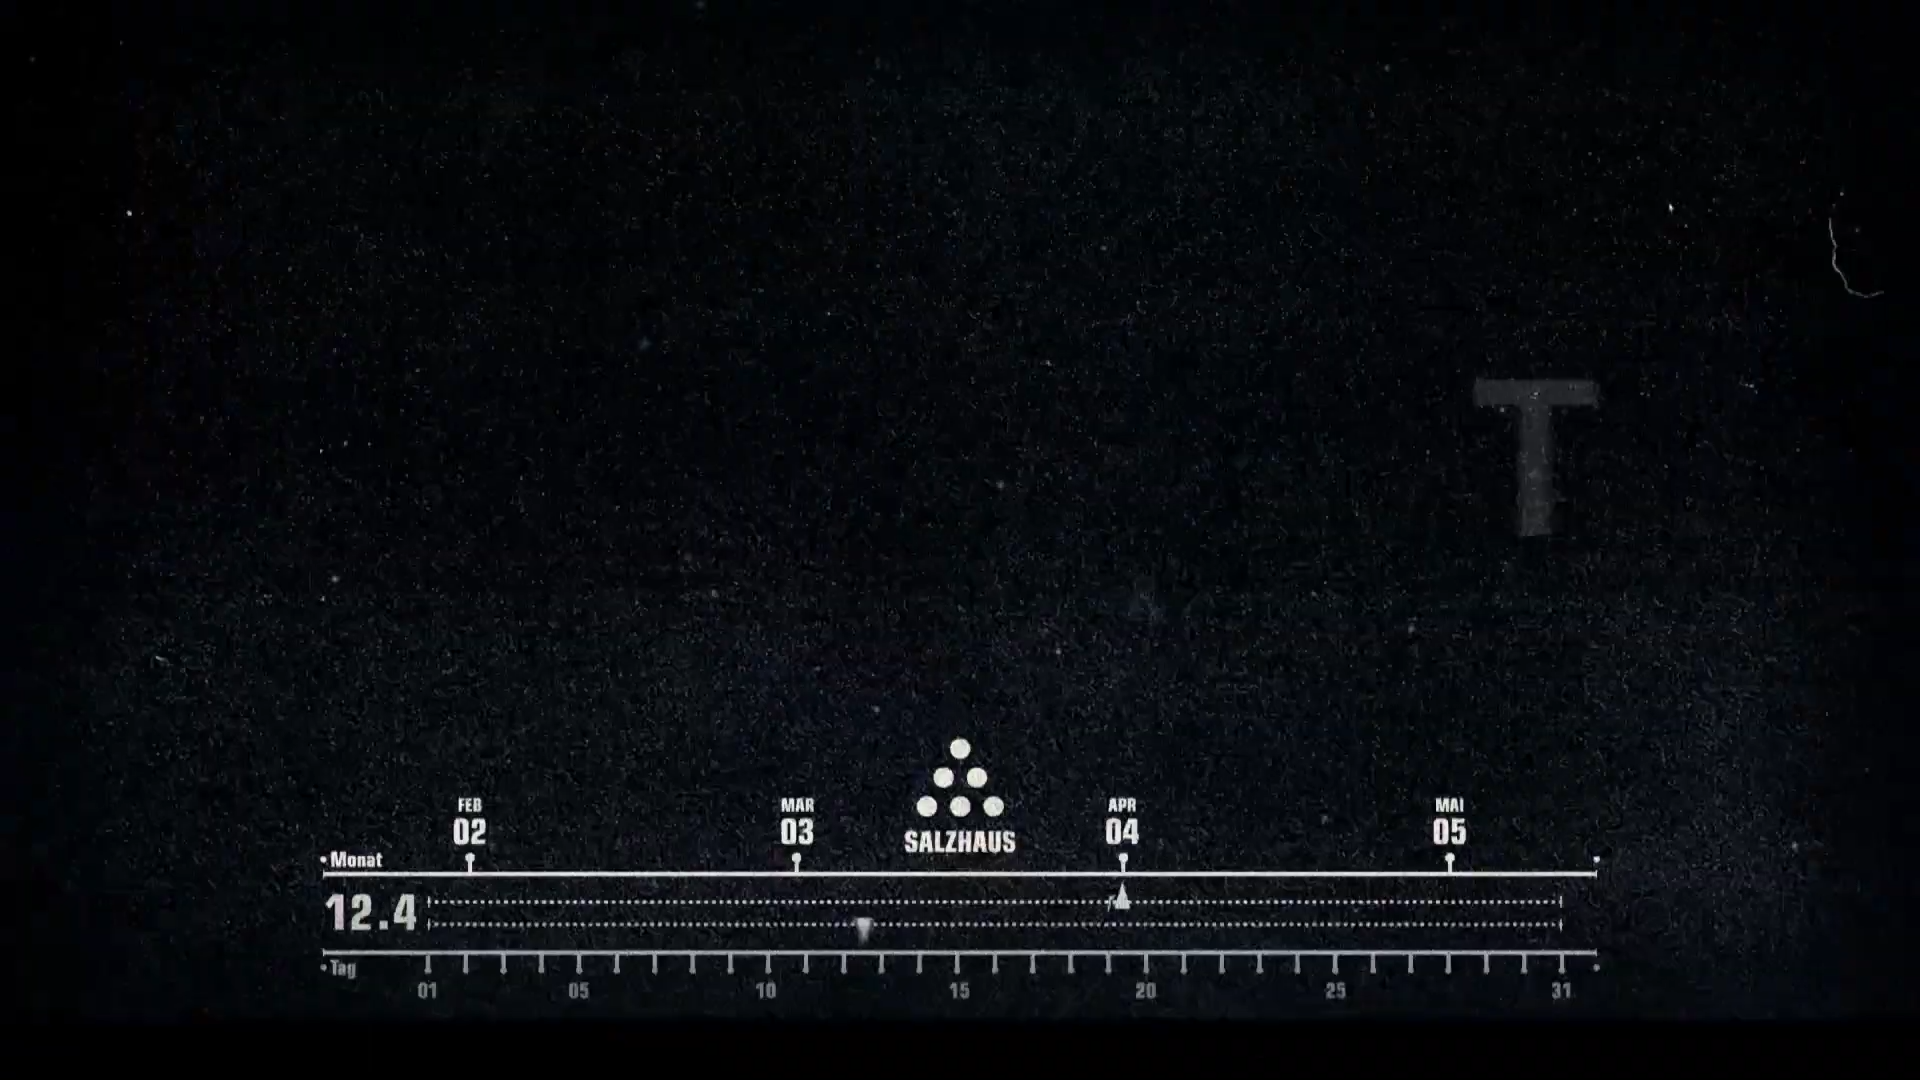 T
FEB MAR APR MAI
02 03 04 05
SALZHAUS
• Monat
12.4
• Tag
01 05 10 15 20 25 31